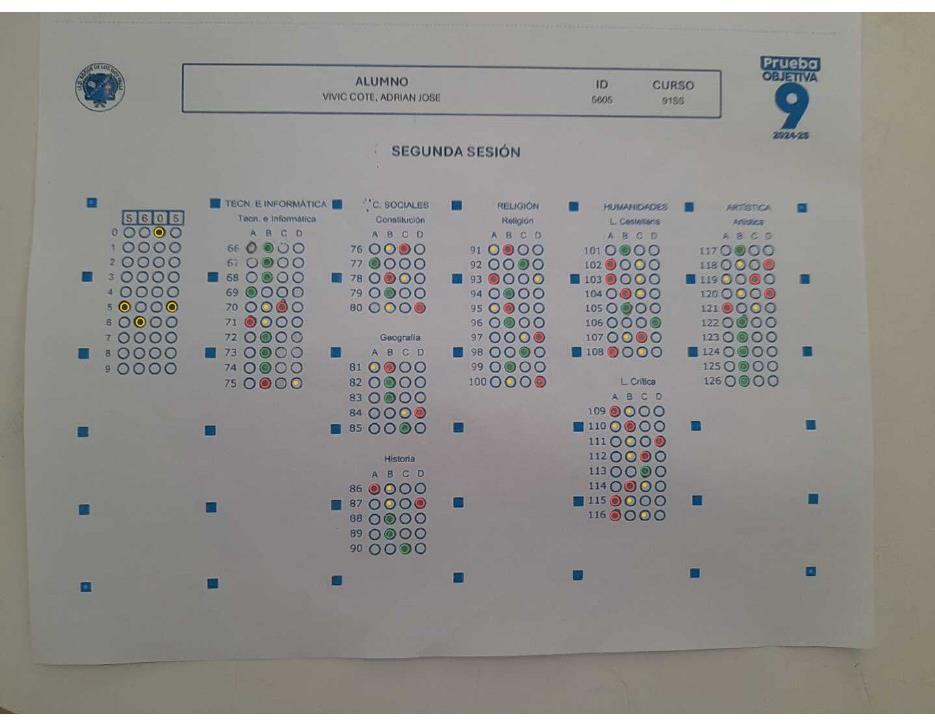 Prueba
OBJETIVA
9
2024-25
ALUMNO ID CURSO
VIVIC COTE, ADRIAN JOSE 5605 91SS
SEGUNDA SESIÓN
5 6 0 5
0
1
2
3
4
5
6
7
8
9
TECN. E INFORMÁTICA
Tecn. e Informática
A B C D
66
67
68
69
70
71
72
73
74
75
C. SOCIALES
Constitución
A B C D
76
77
78
79
80
Geografía
A B C D
81
82
83
84
85
Historia
A B C D
86
87
88
89
90
RELIGIÓN
Religión
A B C D
91
92
93
94
95
96
97
98
99
100
HUMANIDADES
L. Castellana
A B C D
101
102
103
104
105
106
107
108
L. Crítica
A B C D
109
110
111
112
113
114
115
116
ARTÍSTICA
Artística
A B C D
117
118
119
120
121
122
123
124
125
126